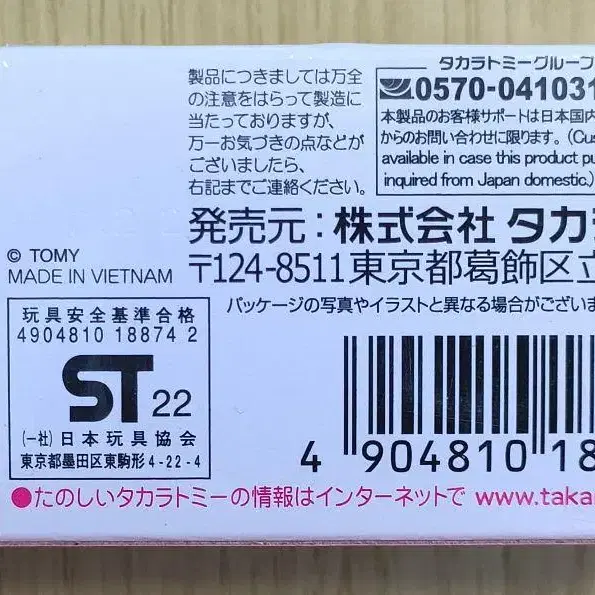 製品につきましては万全
の注意をはらって製造に
当たっておりますが、
万一お気づきの点などが
ございましたら、
右記までご連絡ください。
タカラトミーグループ
0570-041031
本製品のお客様サポートは日本国内
からのお問い合わせに限ります。(Cus
available in case this product pu
inquired from Japan domestic.)
発売元：株式会社 タカラ
© TOMY
MADE IN VIETNAM
〒124-8511東京都葛飾区立
パッケージの写真やイラストと異なる場合がござい
玩具安全基準合格
4904810 18874 2
ST 22
(一社)日本玩具協会
東京都墨田区東駒形4-22-4
4 904810 18
●たのしいタカラトミーの情報はインターネットで www.taka